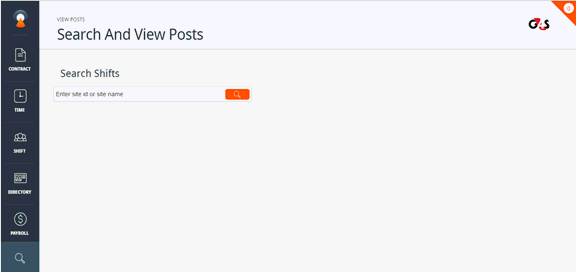 VIEW POSTS
Search And View Posts
G4S
0
CONTRACT
TIME
SHIFT
DIRECTORY
PAYROLL
Search Shifts
Enter site id or site name